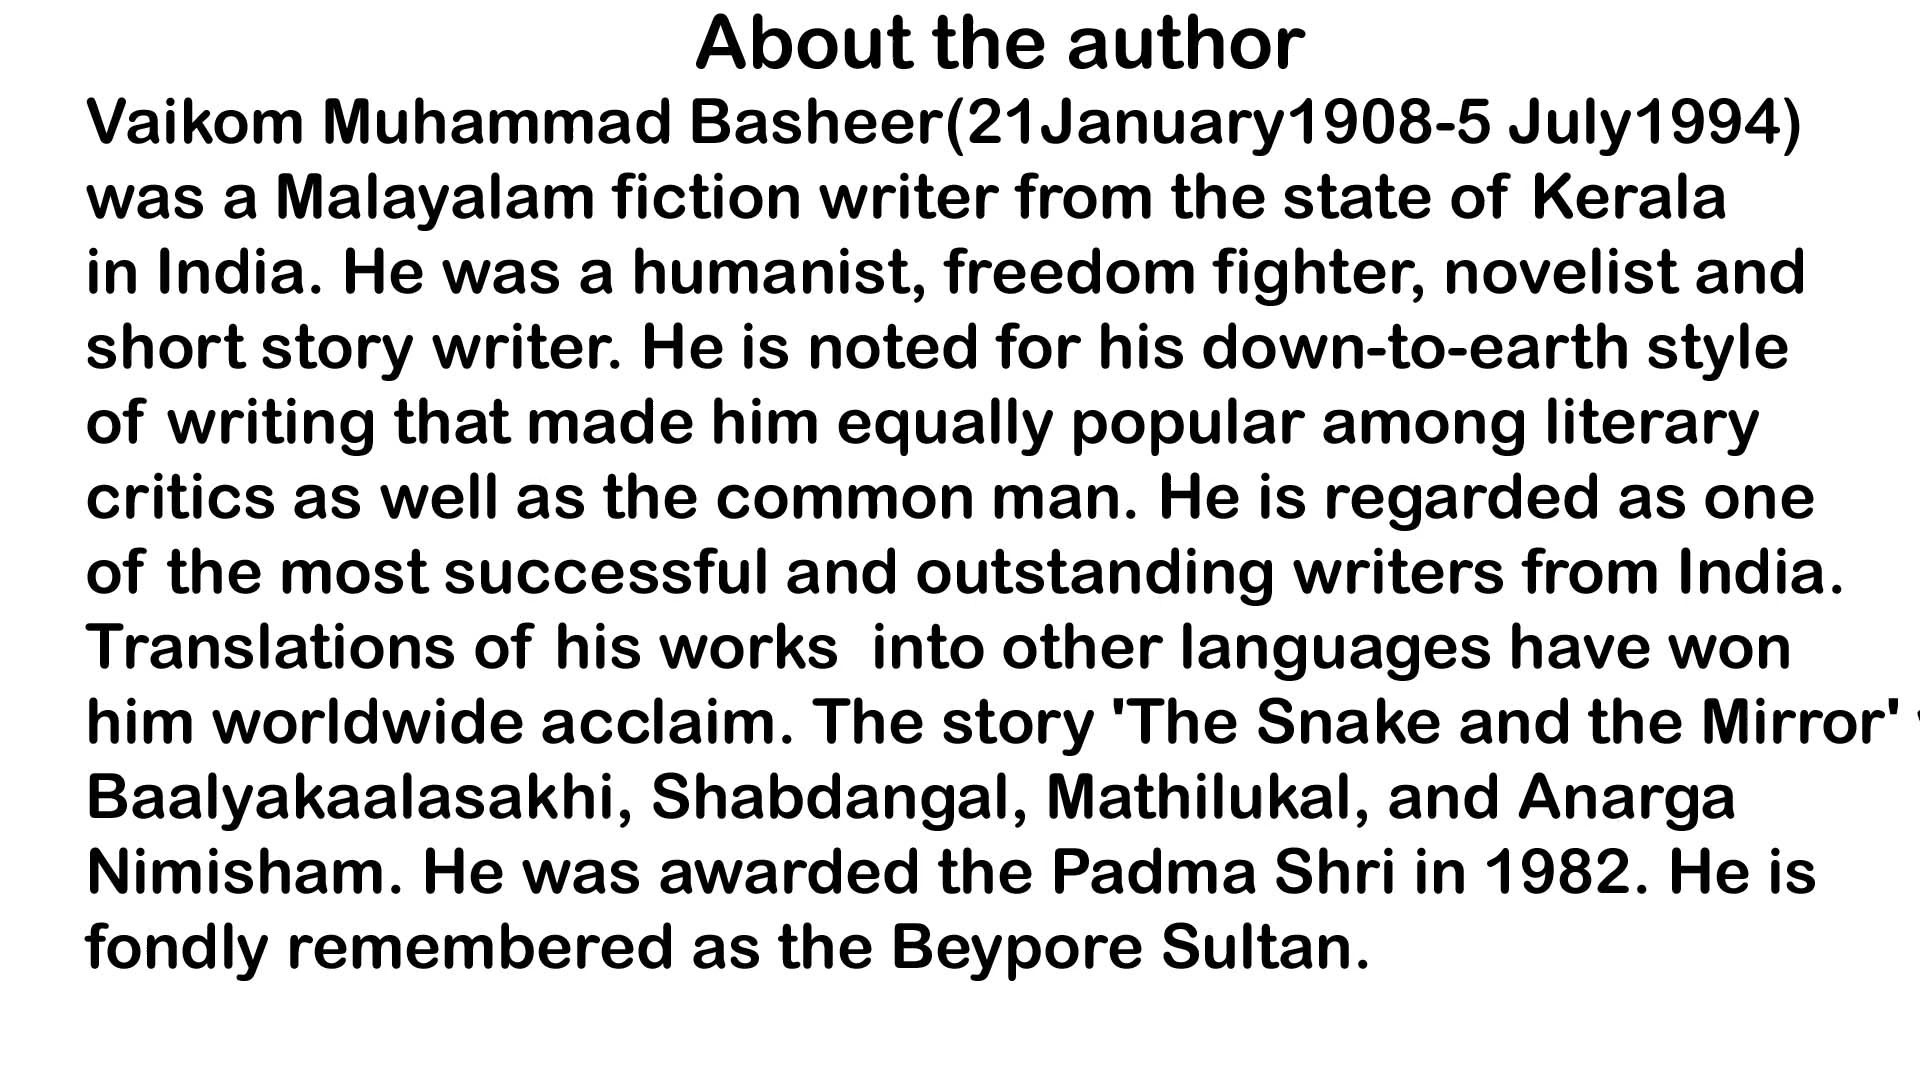 About the author
Vaikom Muhammad Basheer(21January1908-5 July1994)
was a Malayalam fiction writer from the state of Kerala
in India. He was a humanist, freedom fighter, novelist and
short story writer. He is noted for his down-to-earth style
of writing that made him equally popular among literary
critics as well as the common man. He is regarded as one
of the most successful and outstanding writers from India.
Translations of his works  into other languages have won
him worldwide acclaim. The story 'The Snake and the Mirror'
Baalyakaalasakhi, Shabdangal, Mathilukal, and Anarga
Nimisham. He was awarded the Padma Shri in 1982. He is
fondly remembered as the Beypore Sultan.